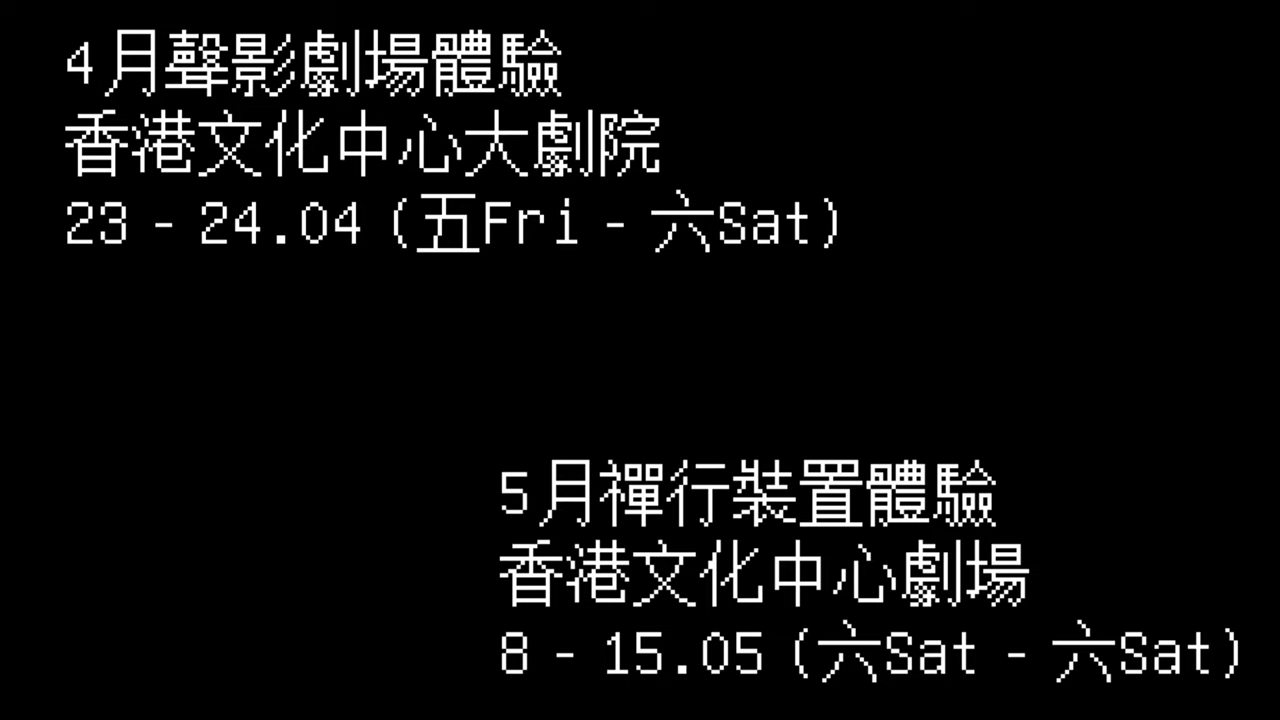 4月聲影劇場體驗
香港文化中心大劇院
23 - 24.04 (五Fri - 六Sat)
5月禪行裝置體驗
香港文化中心劇場
8 - 15.05 (六Sat - 六Sat)